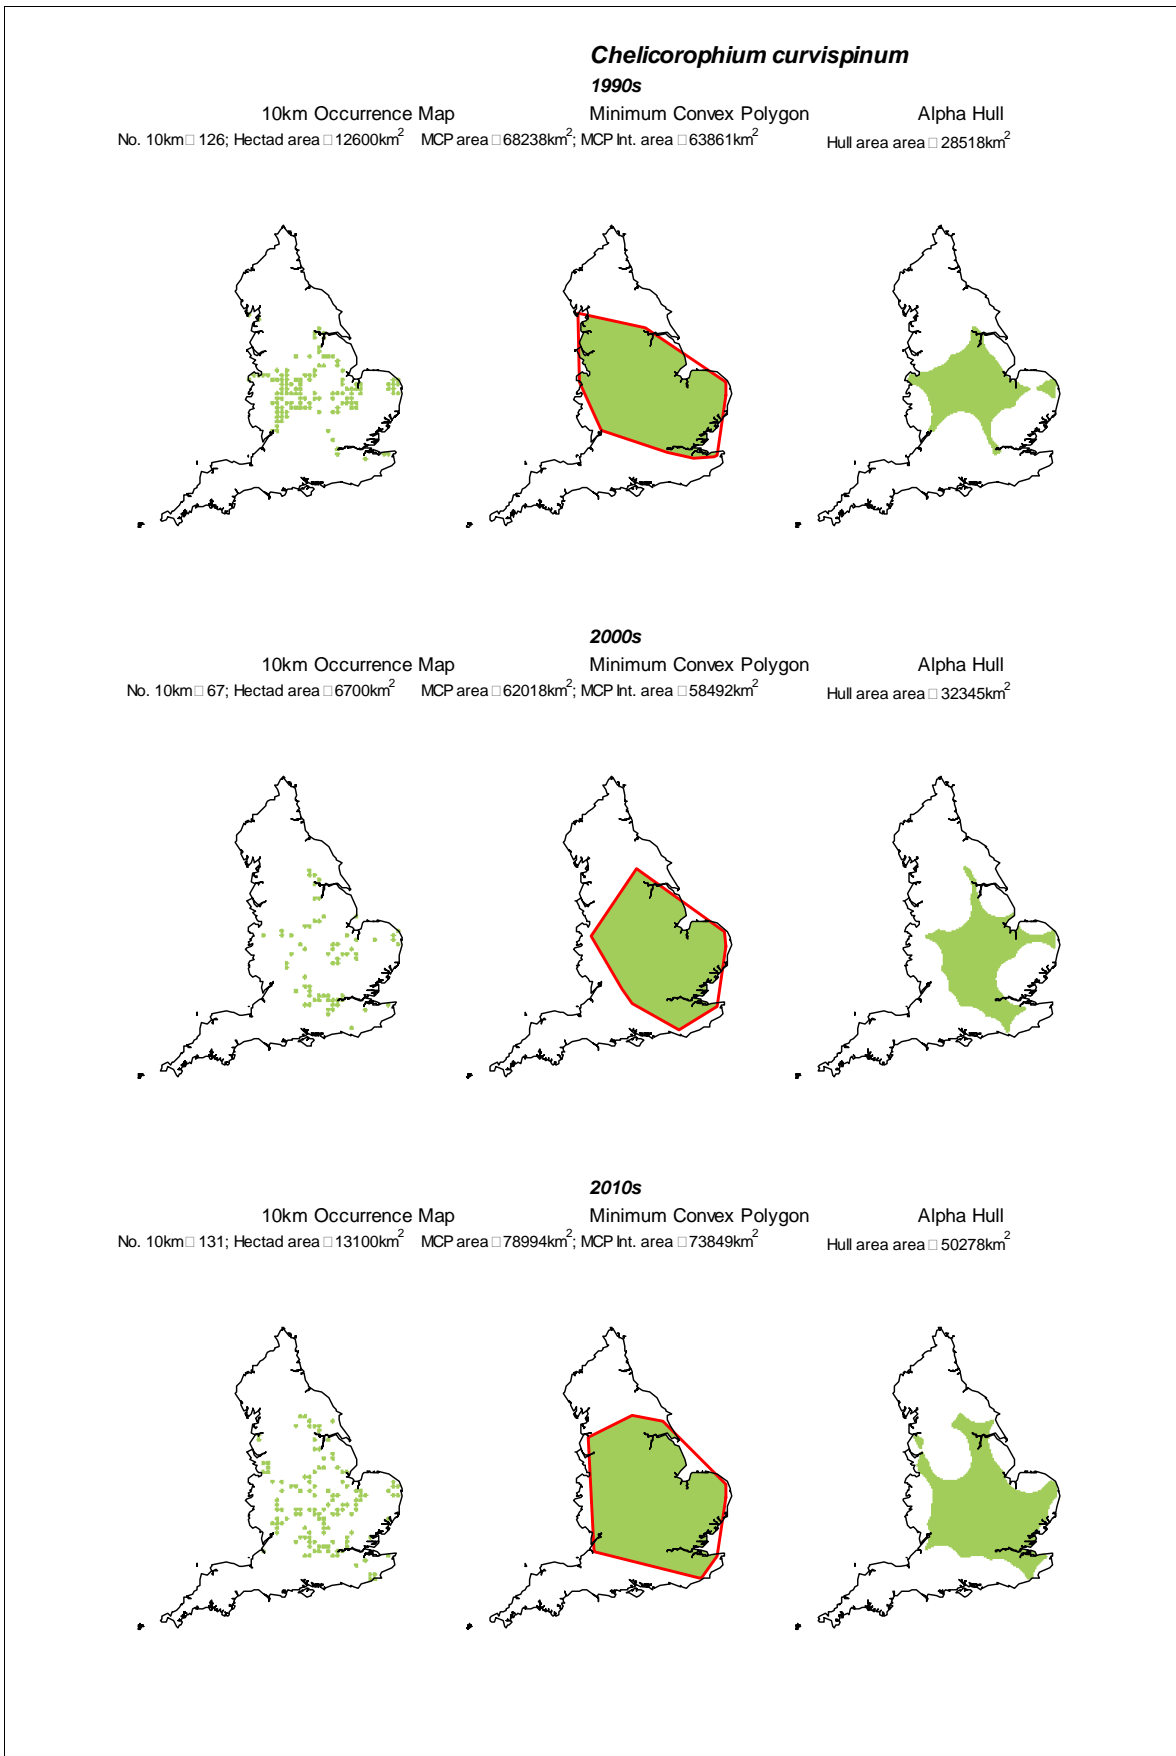 Chelicorophium curvispinum
1990s
10km Occurrence Map Minimum Convex Polygon Alpha Hull
No. 10km□126; Hectad area□12600km² MCP area□68238km²; MCP Int. area□63861km² Hull area area□28518km²
2000s
10km Occurrence Map Minimum Convex Polygon Alpha Hull
No. 10km□67; Hectad area□6700km² MCP area□62018km²; MCP Int. area□58492km² Hull area area□32345km²
2010s
10km Occurrence Map Minimum Convex Polygon Alpha Hull
No. 10km□131; Hectad area□13100km² MCP area□78994km²; MCP Int. area□73849km² Hull area area□50278km²